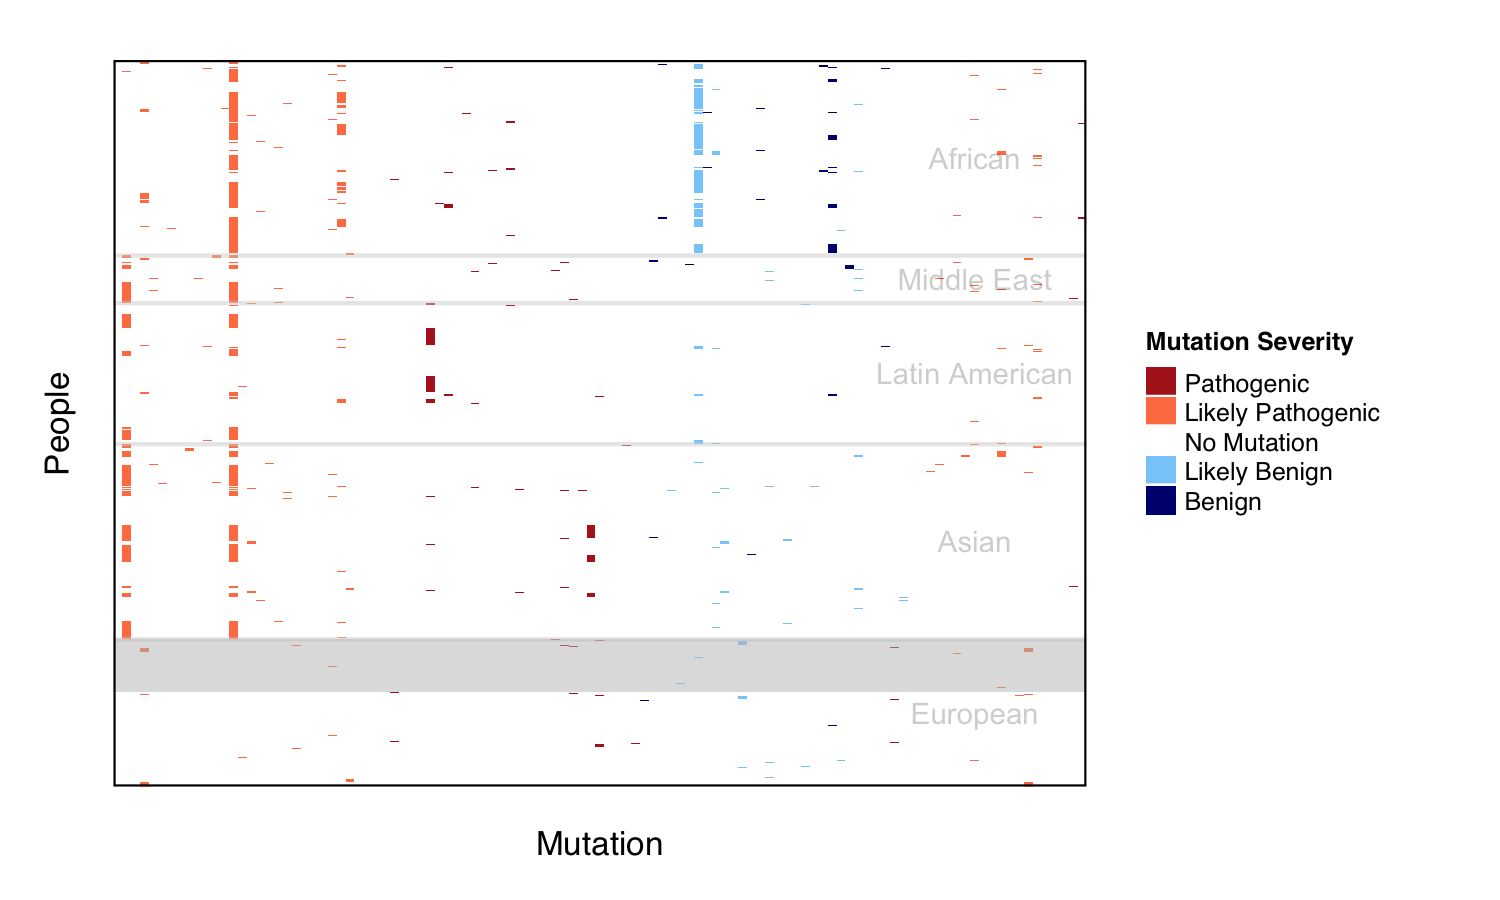 African
Middle East
Latin American
Asian
European
People
Mutation
Mutation Severity
Pathogenic
Likely Pathogenic
No Mutation
Likely Benign
Benign